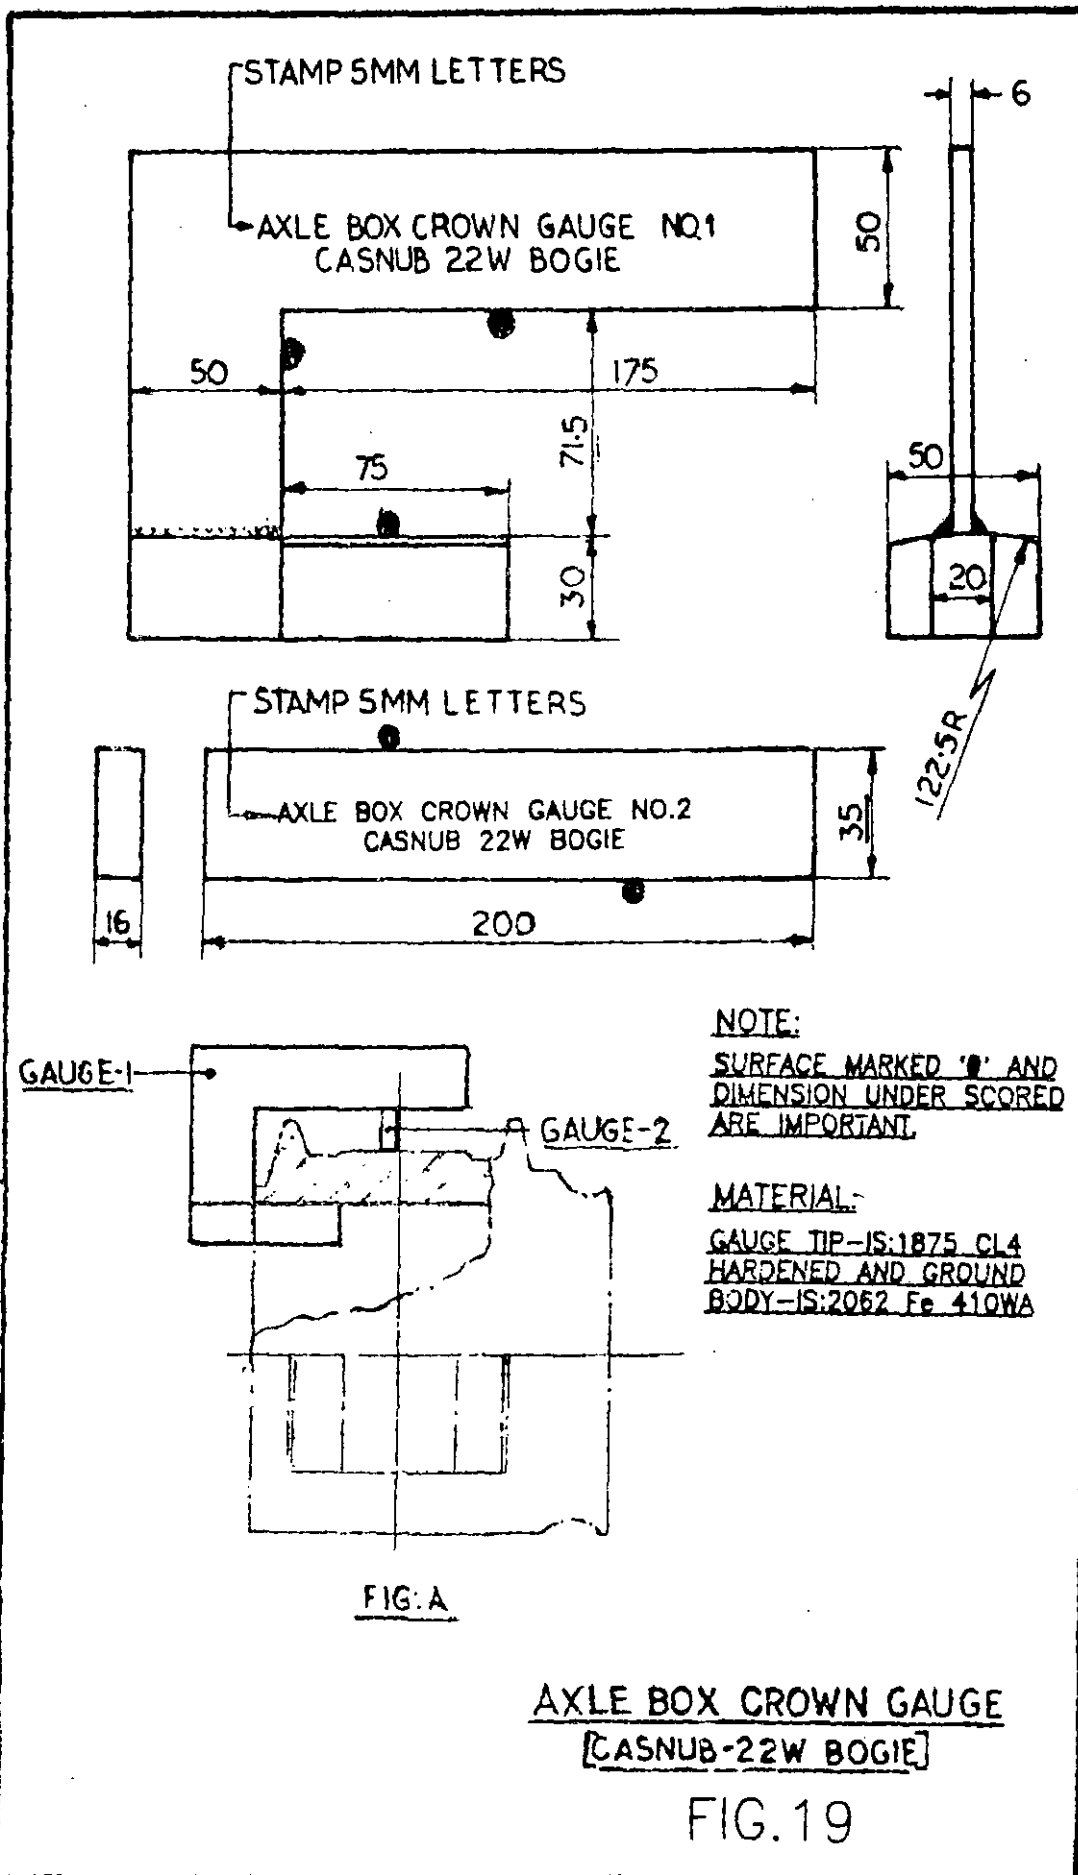 STAMP 5MM LETTERS
6
AXLE BOX CROWN GAUGE NO.1
CASNUB 22W BOGIE
50
50
175
71.5
75
50
30
20
122.5R
STAMP 5MM LETTERS
AXLE BOX CROWN GAUGE NO.2
CASNUB 22W BOGIE
35
16
200
GAUGE-1
GAUGE-2
NOTE:
SURFACE MARKED '●' AND
DIMENSION UNDER SCORED
ARE IMPORTANT.
MATERIAL:-
GAUGE TIP-IS:1875 CL4
HARDENED AND GROUND
BODY-IS:2062 Fe 410WA
FIG:A
AXLE BOX CROWN GAUGE
[CASNUB-22W BOGIE]
FIG.19